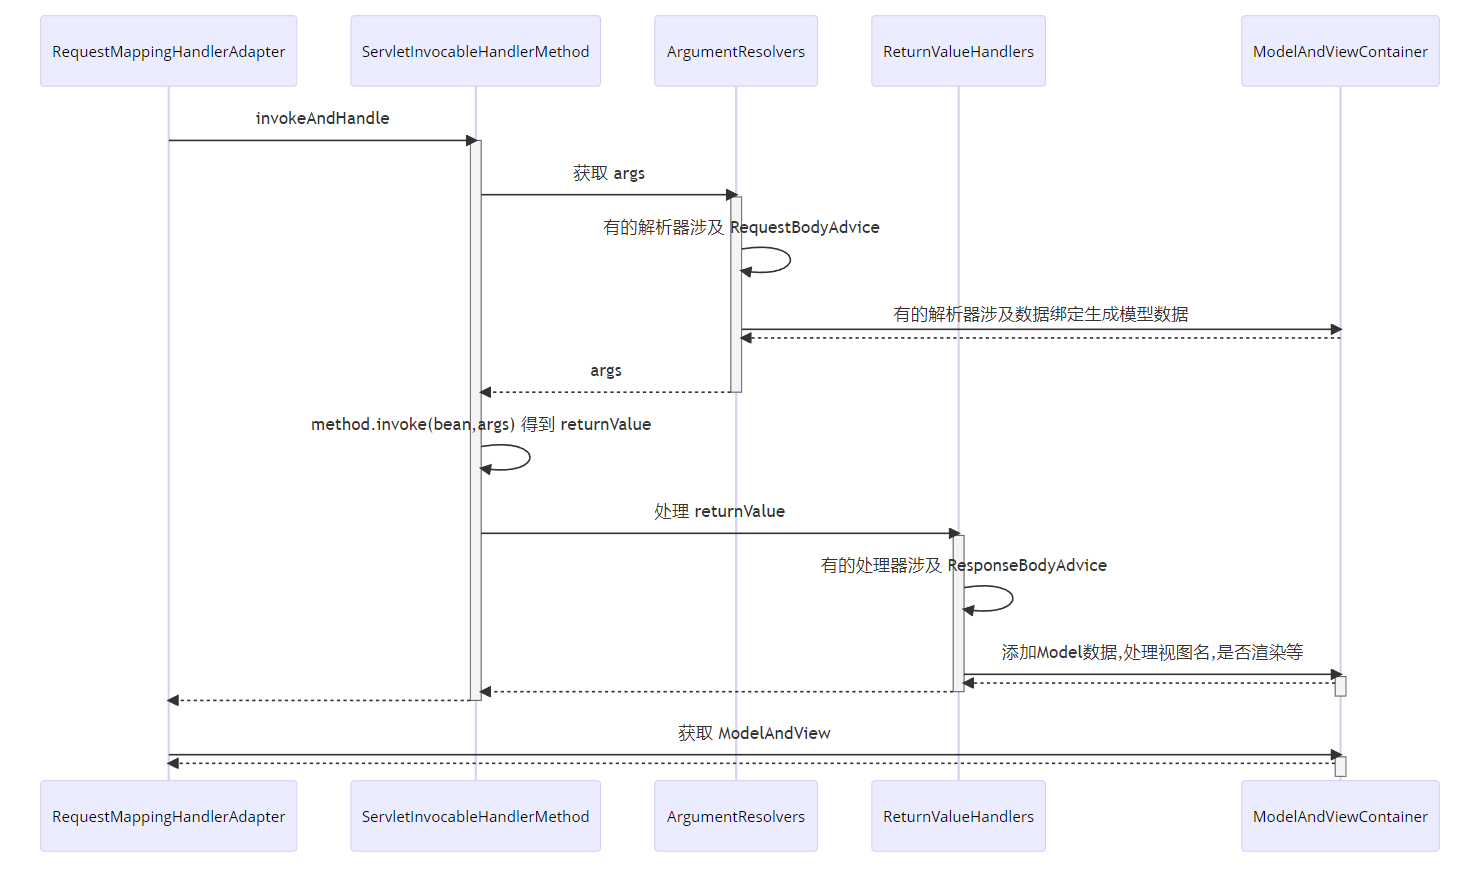 RequestMappingHandlerAdapter
ServletInvocableHandlerMethod
ArgumentResolvers
ReturnValueHandlers
ModelAndViewContainer
invokeAndHandle
获取 args
有的解析器涉及 RequestBodyAdvice
有的解析器涉及数据绑定生成模型数据
args
method.invoke(bean,args) 得到 returnValue
处理 returnValue
有的处理器涉及 ResponseBodyAdvice
添加Model数据,处理视图名,是否渲染等
获取 ModelAndView
RequestMappingHandlerAdapter
ServletInvocableHandlerMethod
ArgumentResolvers
ReturnValueHandlers
ModelAndViewContainer